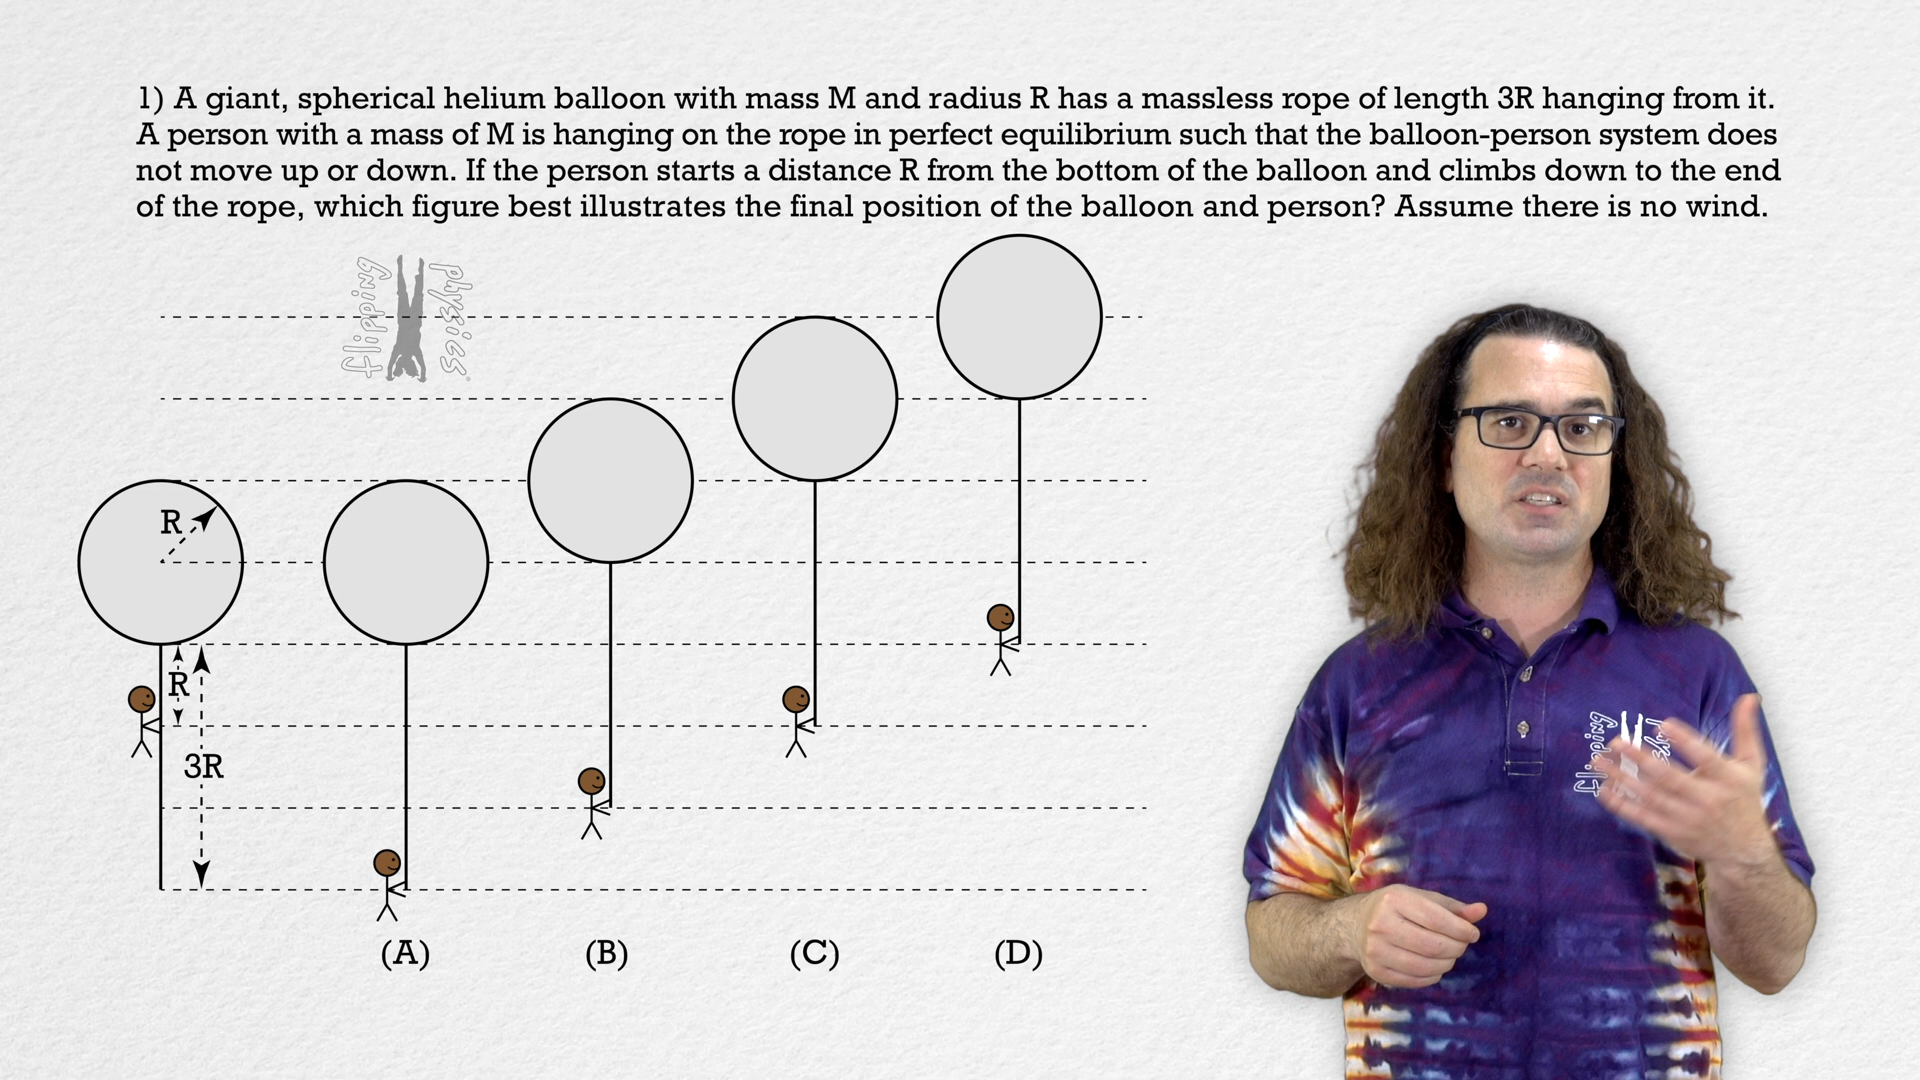 1) A giant, spherical helium balloon with mass M and radius R has a massless rope of length 3R hanging from it.
A person with a mass of M is hanging on the rope in perfect equilibrium such that the balloon-person system does
not move up or down. If the person starts a distance R from the bottom of the balloon and climbs down to the end
of the rope, which figure best illustrates the final position of the balloon and person? Assume there is no wind.
flipping
physics
R
R
3R
flipping
(A) (B) (C) (D)